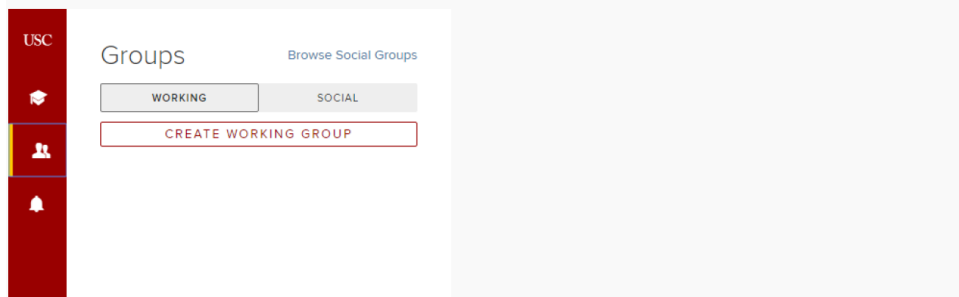 USC
Groups
Browse Social Groups
WORKING
SOCIAL
CREATE WORKING GROUP